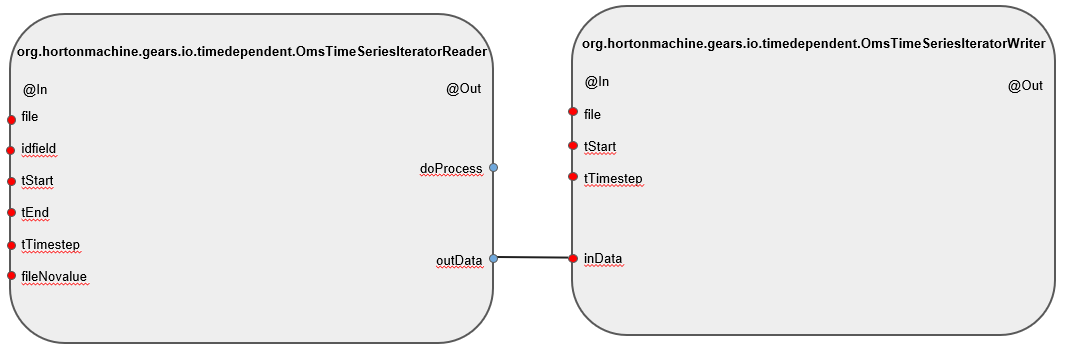 org.hortonmachine.gears.io.timedependent.OmsTimeSeriesIteratorReader
@In
@Out
file
idfield
tStart
doProcess
tEnd
tTimestep
outData
fileNovalue
org.hortonmachine.gears.io.timedependent.OmsTimeSeriesIteratorWriter
@In
@Out
file
tStart
tTimestep
inData